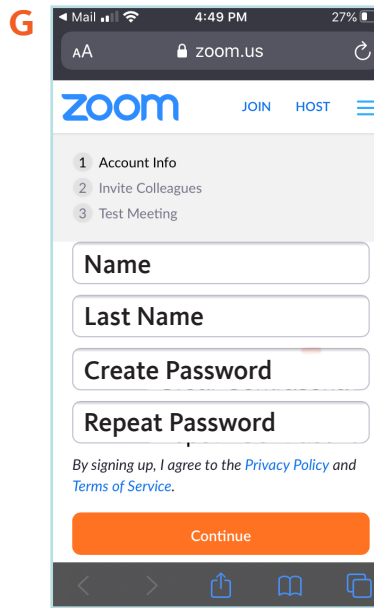 G
Mail 4:49 PM 27%
AA zoom.us
zoom JOIN HOST
1 Account Info
2 Invite Colleagues
3 Test Meeting
Name
Last Name
Create Password
Repeat Password
By signing up, I agree to the Privacy Policy and
Terms of Service.
Continue